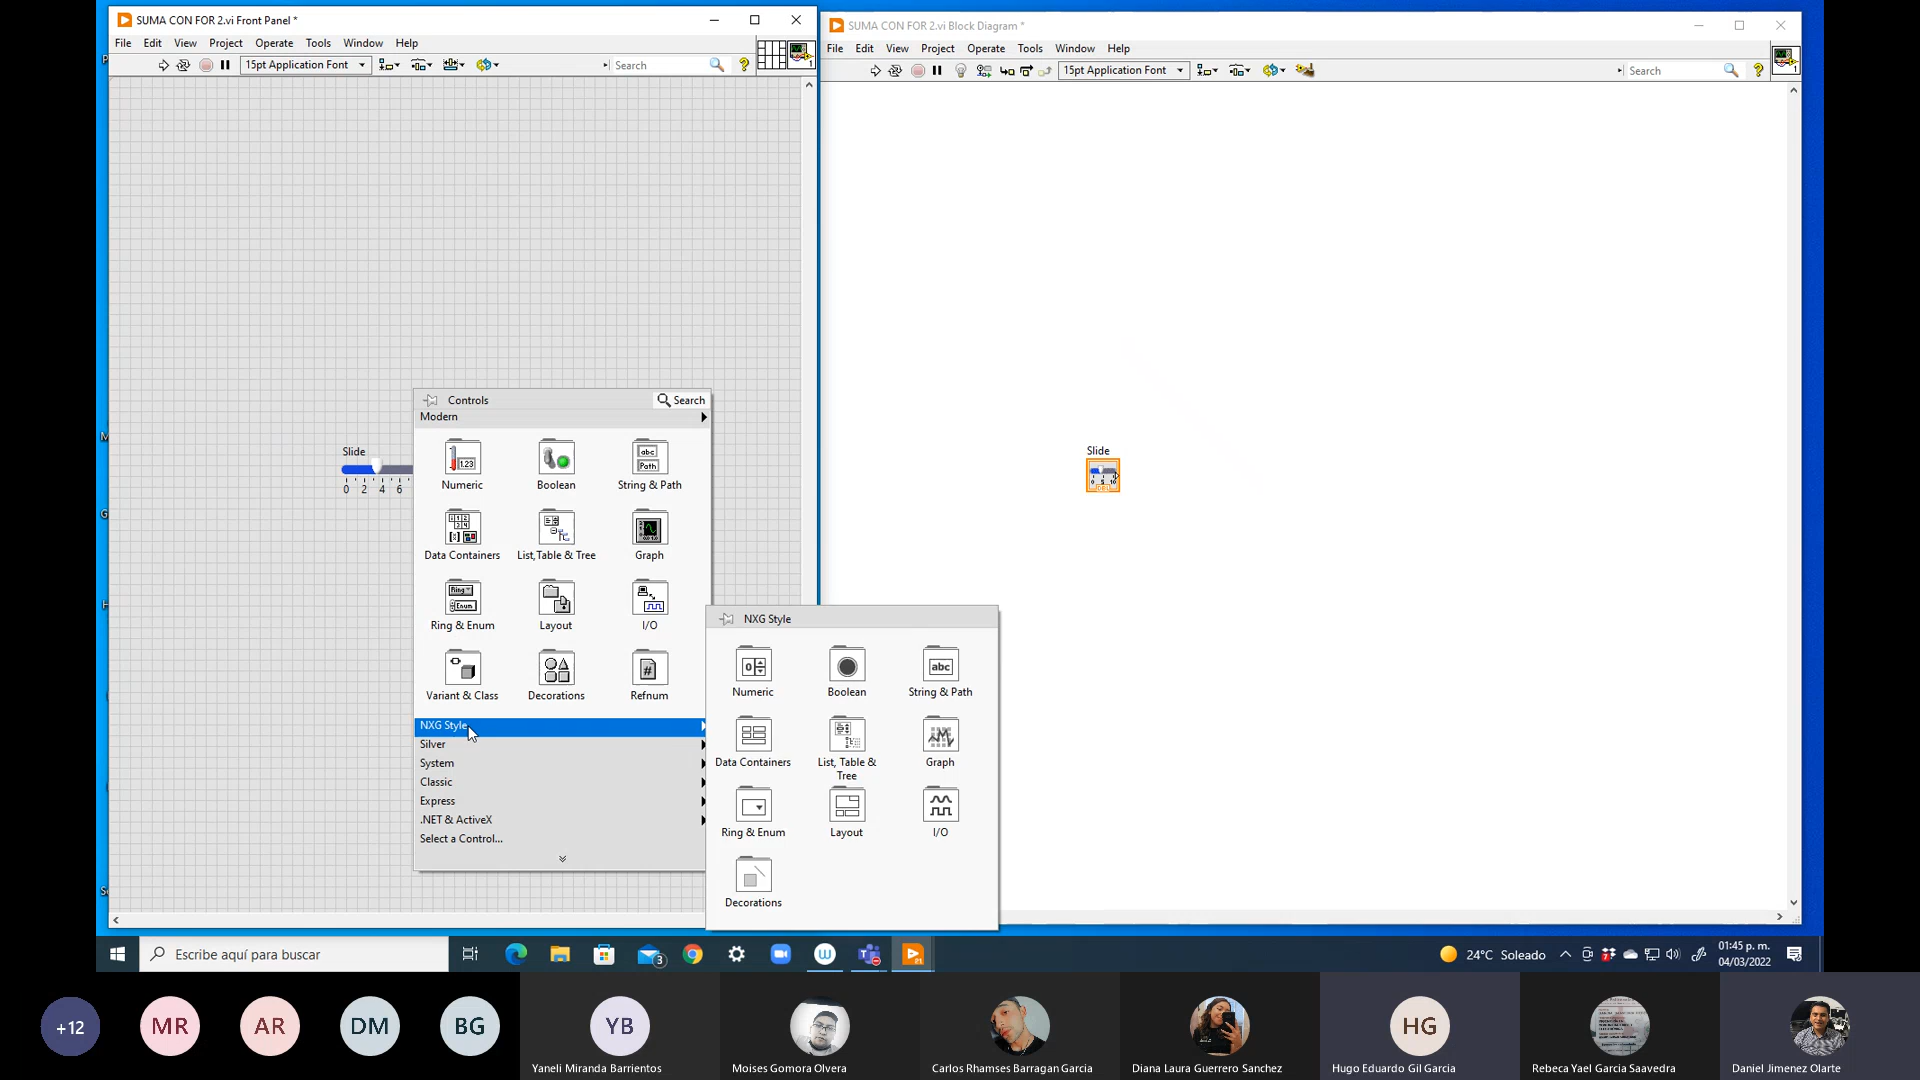 SUMA CON FOR 2.vi Front Panel *
File Edit View Project Operate Tools Window Help
15pt Application Font
Search
SUMA CON FOR 2.vi Block Diagram *
File Edit View Project Operate Tools Window Help
15pt Application Font
Search
Slide
0 2 4 6
Controls
Search
Modern
Numeric
Boolean
String & Path
Data Containers
List, Table & Tree
Graph
Ring & Enum
Layout
I/O
Variant & Class
Decorations
Refnum
NXG Style
Silver
System
Classic
Express
.NET & ActiveX
Select a Control...
NXG Style
Numeric
Boolean
String & Path
Data Containers
List, Table &
Tree
Graph
Ring & Enum
Layout
I/O
Decorations
Slide
Escribe aquí para buscar
24°C Soleado
01:45 p. m.
04/03/2022
+12
MR
AR
DM
BG
YB
Yaneli Miranda Barrientos
Moises Gomora Olvera
Carlos Rhamses Barragan Garcia
Diana Laura Guerrero Sanchez
HG
Hugo Eduardo Gil Garcia
Rebeca Yael Garcia Saavedra
Daniel Jimenez Olarte